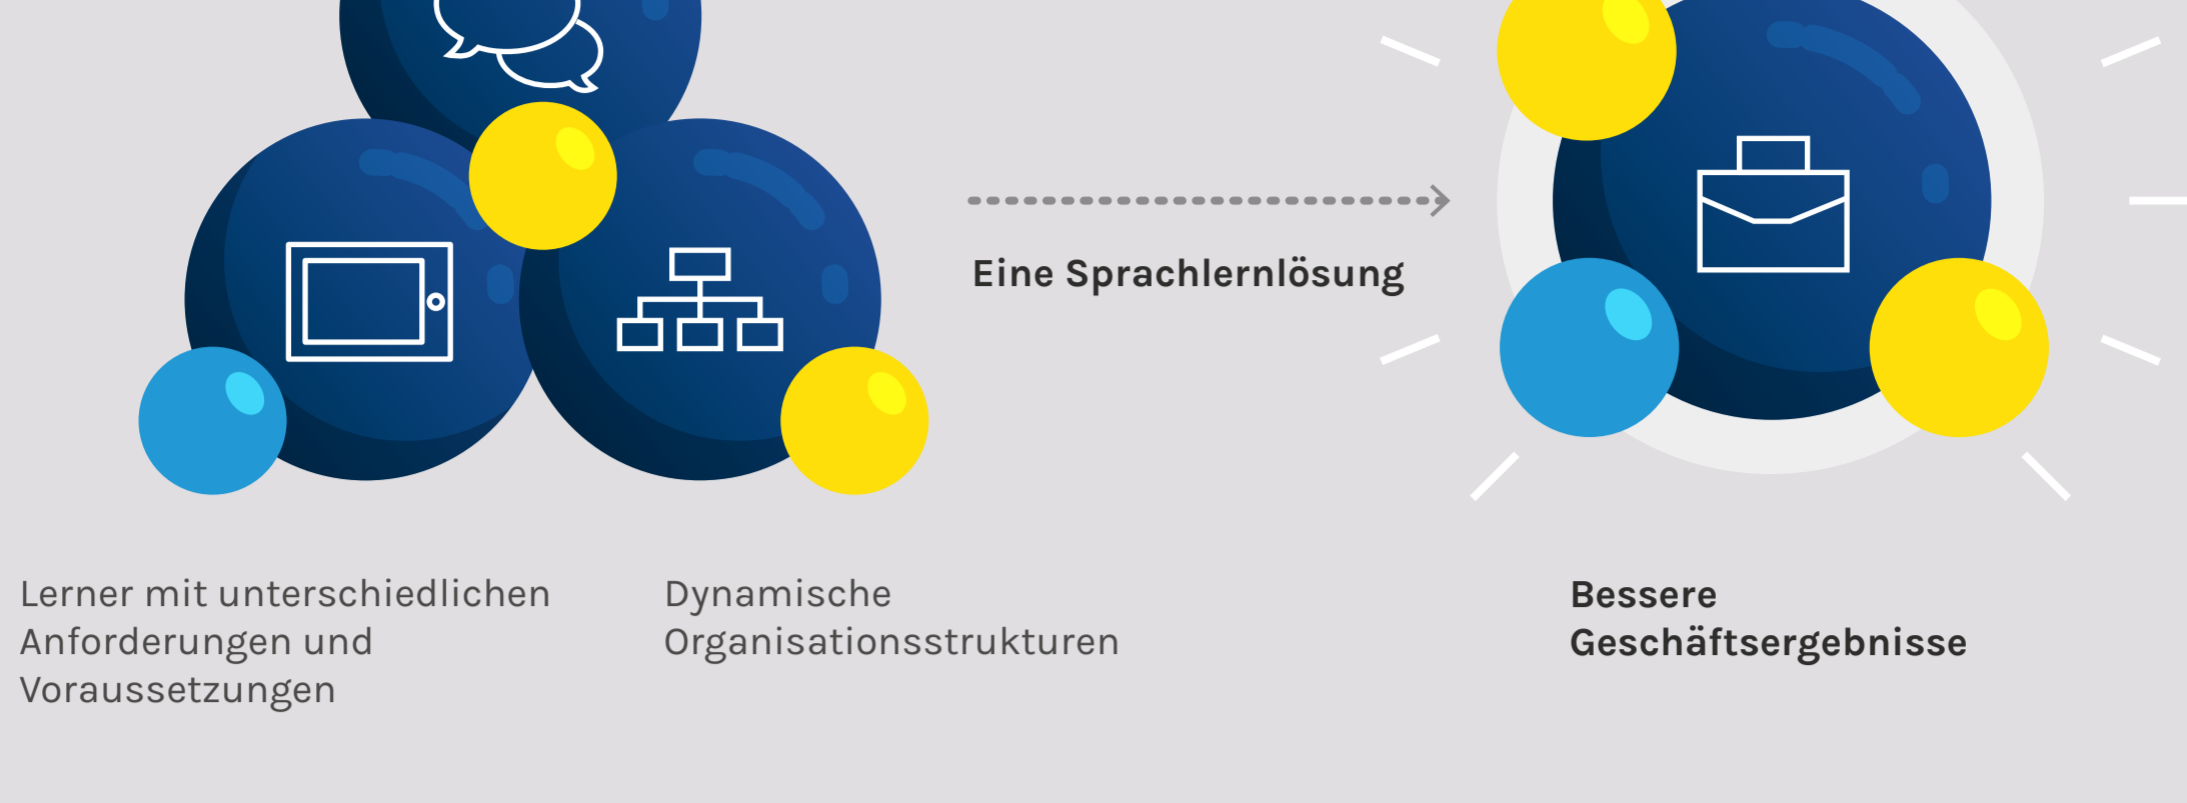 Eine Sprachlernlösung
Lerner mit unterschiedlichen
Anforderungen und
Voraussetzungen
Dynamische
Organisationsstrukturen
Bessere
Geschäftsergebnisse